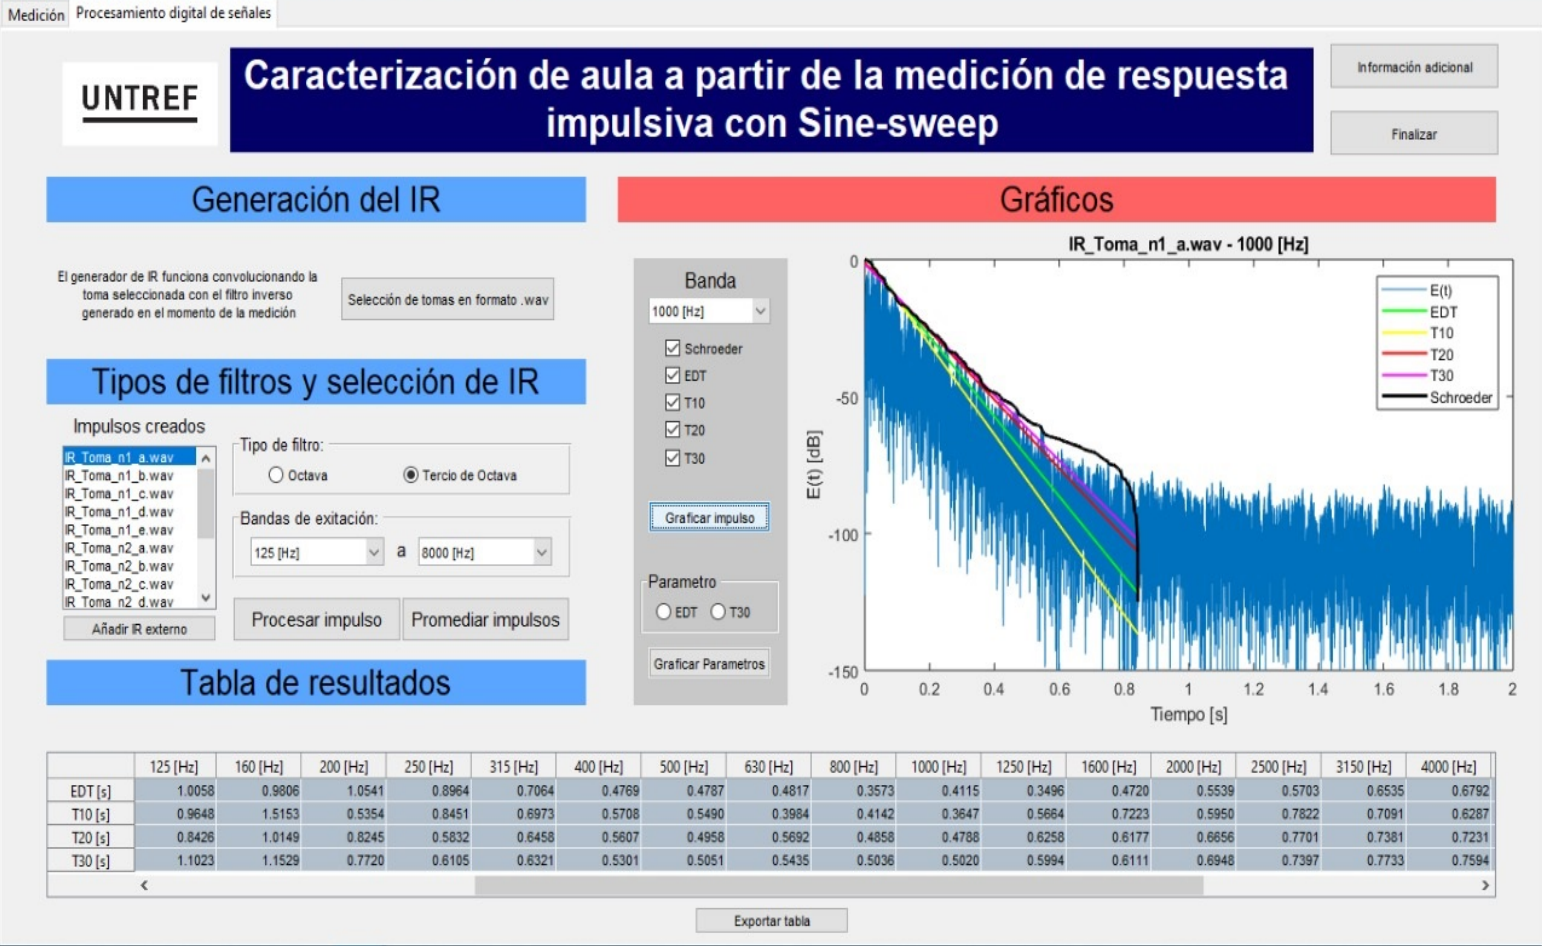 Medición Procesamiento digital de señales
UNTREF
Caracterización de aula a partir de la medición de respuesta
impulsiva con Sine-sweep
Información adicional
Finalizar
Generación del IR
El generador de IR funciona convolucionando la
toma seleccionada con el filtro inverso
generado en el momento de la medición
Selección de tomas en formato .wav
Tipos de filtros y selección de IR
Impulsos creados
IR_Toma_n1_a.wav
IR_Toma_n1_b.wav
IR_Toma_n1_c.wav
IR_Toma_n1_d.wav
IR_Toma_n1_e.wav
IR_Toma_n2_a.wav
IR_Toma_n2_b.wav
IR_Toma_n2_c.wav
IR_Toma_n2_d.wav
Añadir IR externo
Tipo de filtro:
Octava
Tercio de Octava
Bandas de exitación:
125 [Hz] a 8000 [Hz]
Procesar impulso
Promediar impulsos
Gráficos
Banda
1000 [Hz]
Schroeder
EDT
T10
T20
T30
Graficar impulso
Parametro
EDT T30
Graficar Parametros
IR_Toma_n1_a.wav - 1000 [Hz]
E(t) [dB]
0
-50
-100
-150
0 0.2 0.4 0.6 0.8 1 1.2 1.4 1.6 1.8 2
Tiempo [s]
E(t)
EDT
T10
T20
T30
Schroeder
Tabla de resultados
125 [Hz] 160 [Hz] 200 [Hz] 250 [Hz] 315 [Hz] 400 [Hz] 500 [Hz] 630 [Hz] 800 [Hz] 1000 [Hz] 1250 [Hz] 1600 [Hz] 2000 [Hz] 2500 [Hz] 3150 [Hz] 4000 [Hz]
EDT [s] 1.0058 0.9806 1.0541 0.8964 0.7064 0.4769 0.4787 0.4817 0.3573 0.4115 0.3496 0.4720 0.5539 0.5703 0.6535 0.6792
T10 [s] 0.9648 1.5153 0.5354 0.8451 0.6973 0.5708 0.5490 0.3984 0.4142 0.3647 0.5664 0.7223 0.5950 0.7822 0.7091 0.6287
T20 [s] 0.8426 1.0149 0.8245 0.5832 0.6458 0.5607 0.4958 0.5692 0.4858 0.4788 0.6258 0.6177 0.6656 0.7701 0.7381 0.7231
T30 [s] 1.1023 1.1529 0.7720 0.6105 0.6321 0.5301 0.5051 0.5435 0.5036 0.5020 0.5994 0.6111 0.6948 0.7397 0.7733 0.7594
Exportar tabla